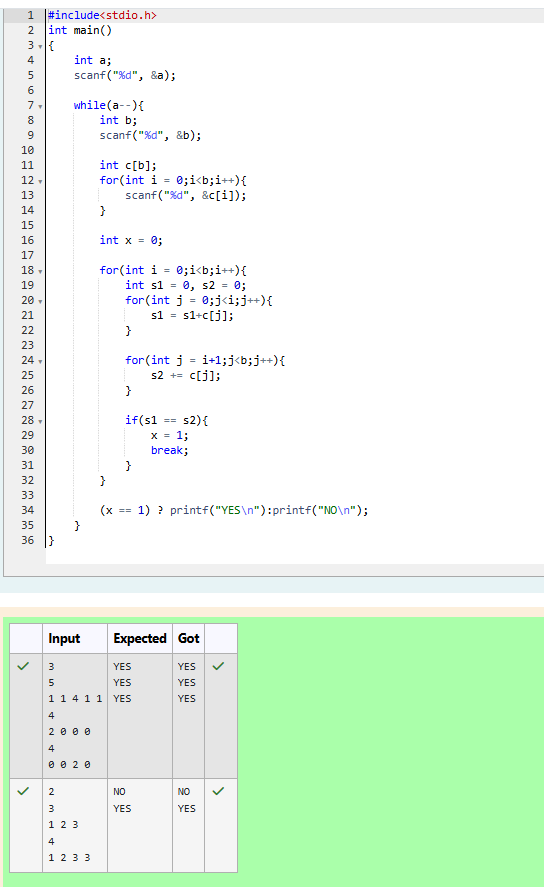 1 #include<stdio.h>
2 int main()
3 {
4     int a;
5     scanf("%d", &a);
6
7     while(a--){
8         int b;
9         scanf("%d", &b);
10
11         int c[b];
12         for(int i = 0;i<b;i++){
13             scanf("%d", &c[i]);
14         }
15
16         int x = 0;
17
18         for(int i = 0;i<b;i++){
19             int s1 = 0, s2 = 0;
20             for(int j = 0;j<i;j++){
21                 s1 = s1+c[j];
22             }
23
24             for(int j = i+1;j<b;j++){
25                 s2 += c[j];
26             }
27
28             if(s1 == s2){
29                 x = 1;
30                 break;
31             }
32         }
33
34         (x == 1) ? printf("YES\n"):printf("NO\n");
35     }
36 }
Input Expected Got
3 YES YES
5 YES YES
1 1 4 1 1 YES YES
4
2 0 0 0
4
0 0 2 0
2 NO NO
3 YES YES
1 2 3
4
1 2 3 3